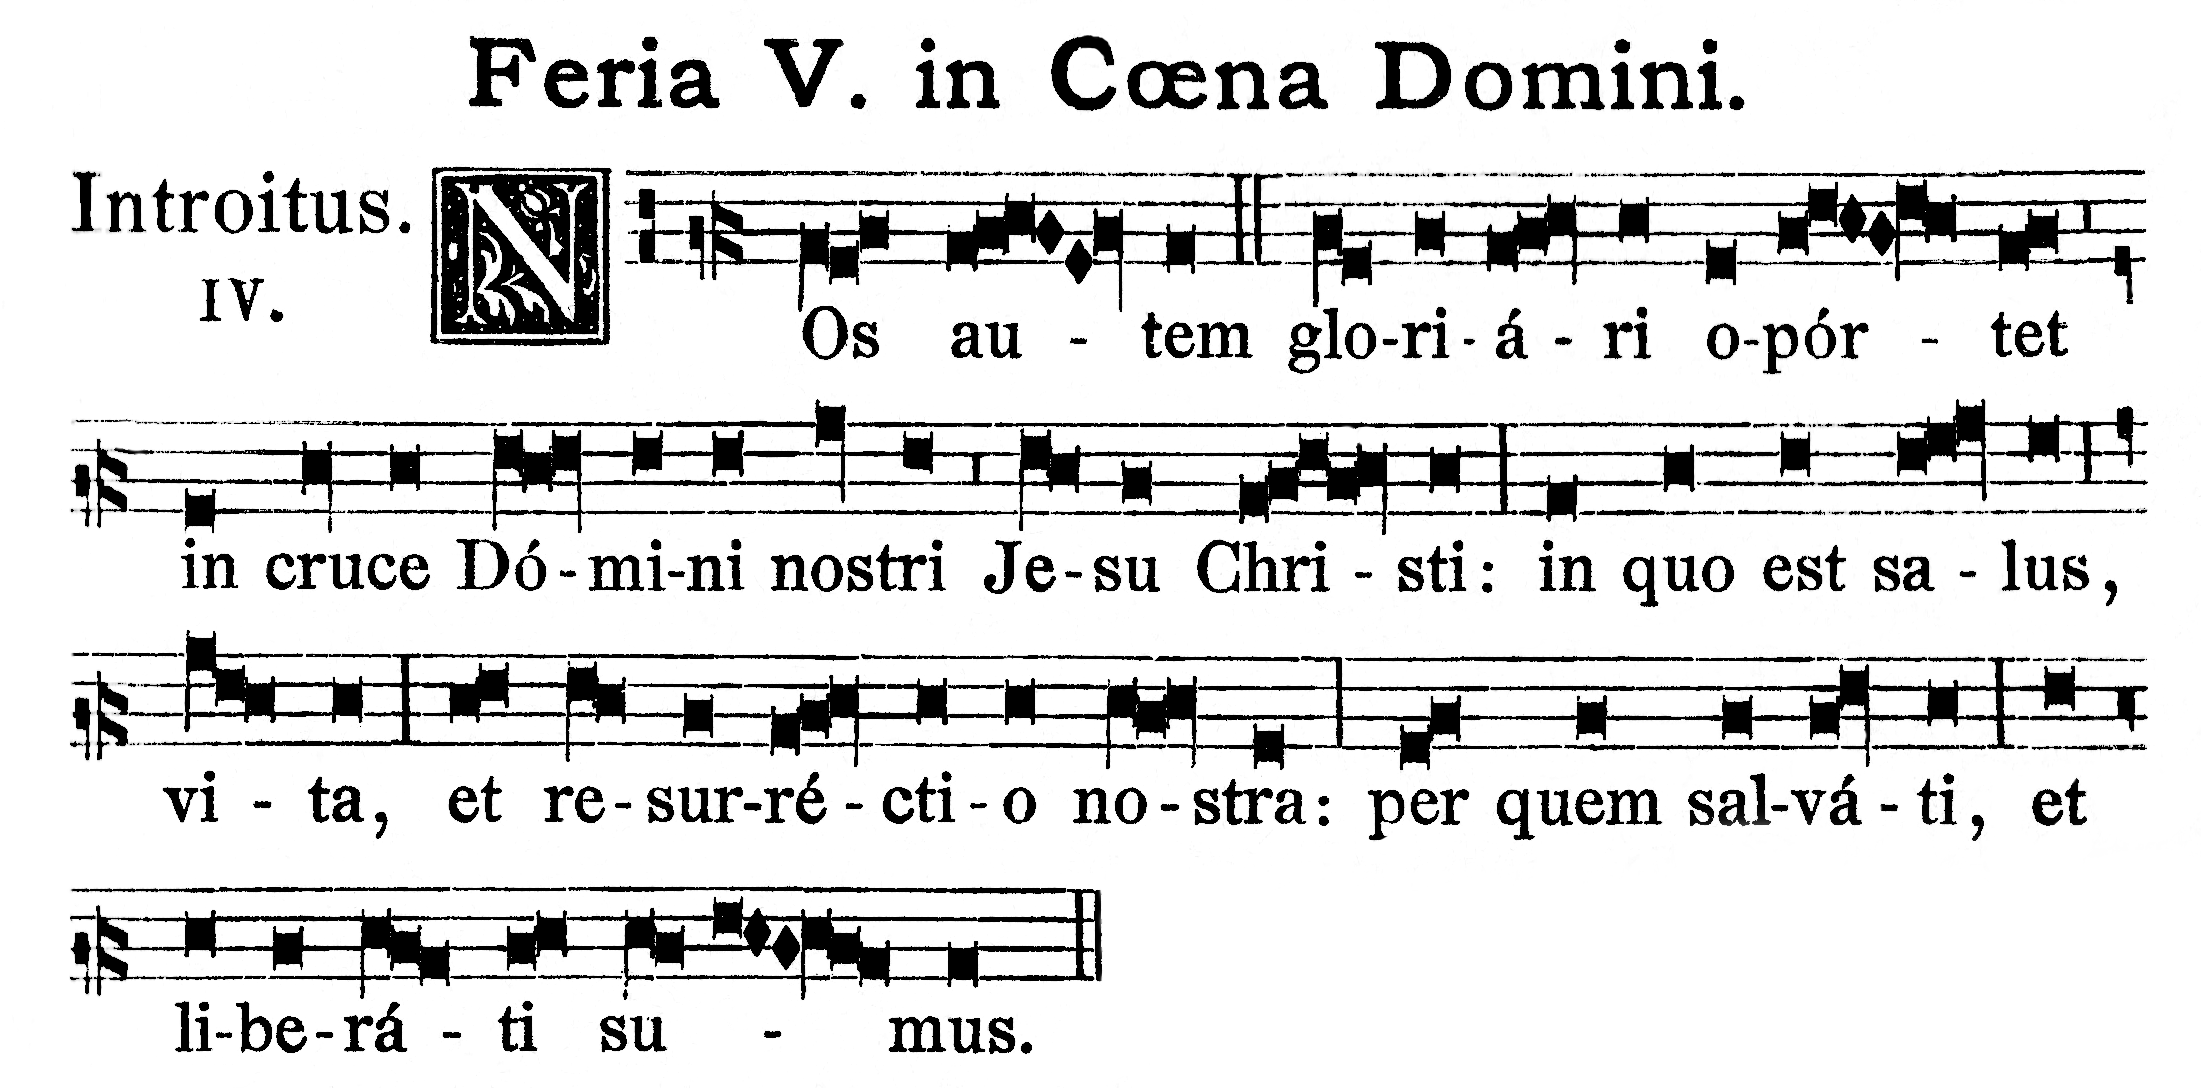 Feria V. in Cœna Domini.
Introitus.
IV.
NOs au - tem glo-ri-á - ri o-pór - tet
in cruce Dó-mi-ni nostri Je-su Chri - sti: in quo est sa - lus,
vi - ta, et re-sur-ré-cti-o no-stra: per quem sal-vá-ti, et
li-be-rá - ti su - mus.